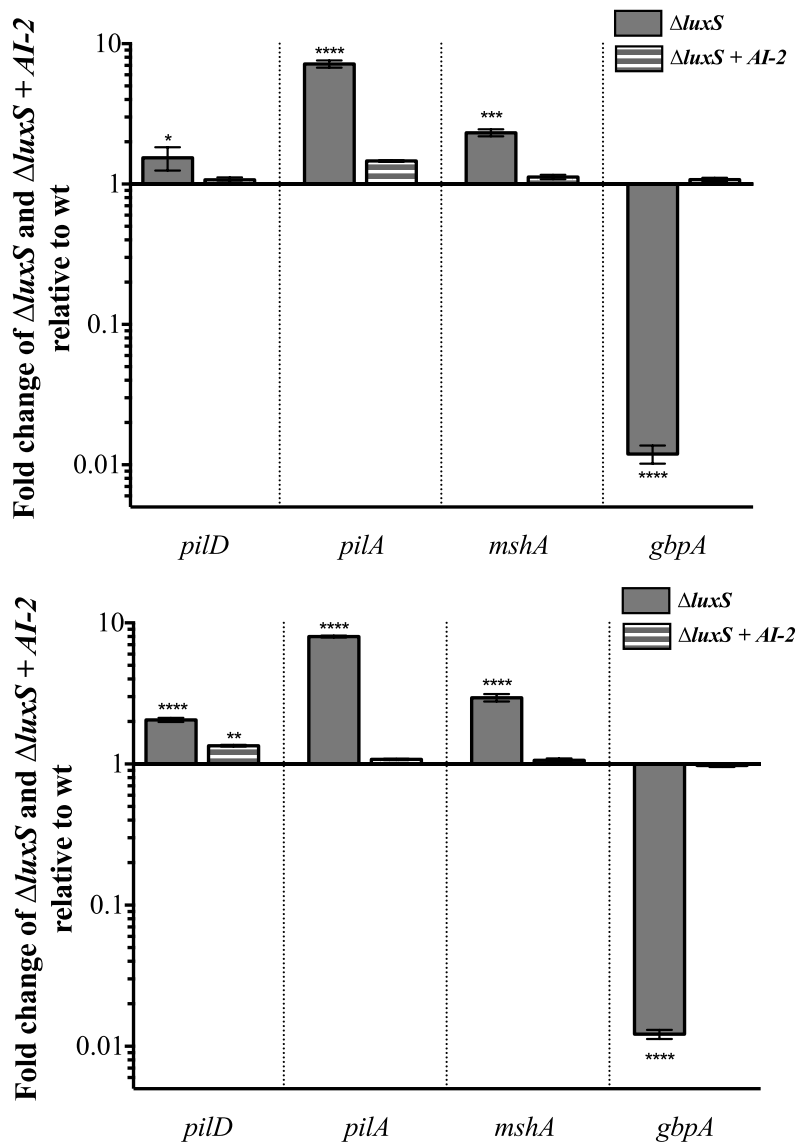 ΔluxS
ΔluxS + AI-2
Fold change of ΔluxS and ΔluxS + AI-2
relative to wt
10
1
0.1
0.01
*
****
***
****
pilD pilA mshA gbpA
ΔluxS
ΔluxS + AI-2
Fold change of ΔluxS and ΔluxS + AI-2
relative to wt
10
1
0.1
0.01
****
**
****
****
****
pilD pilA mshA gbpA